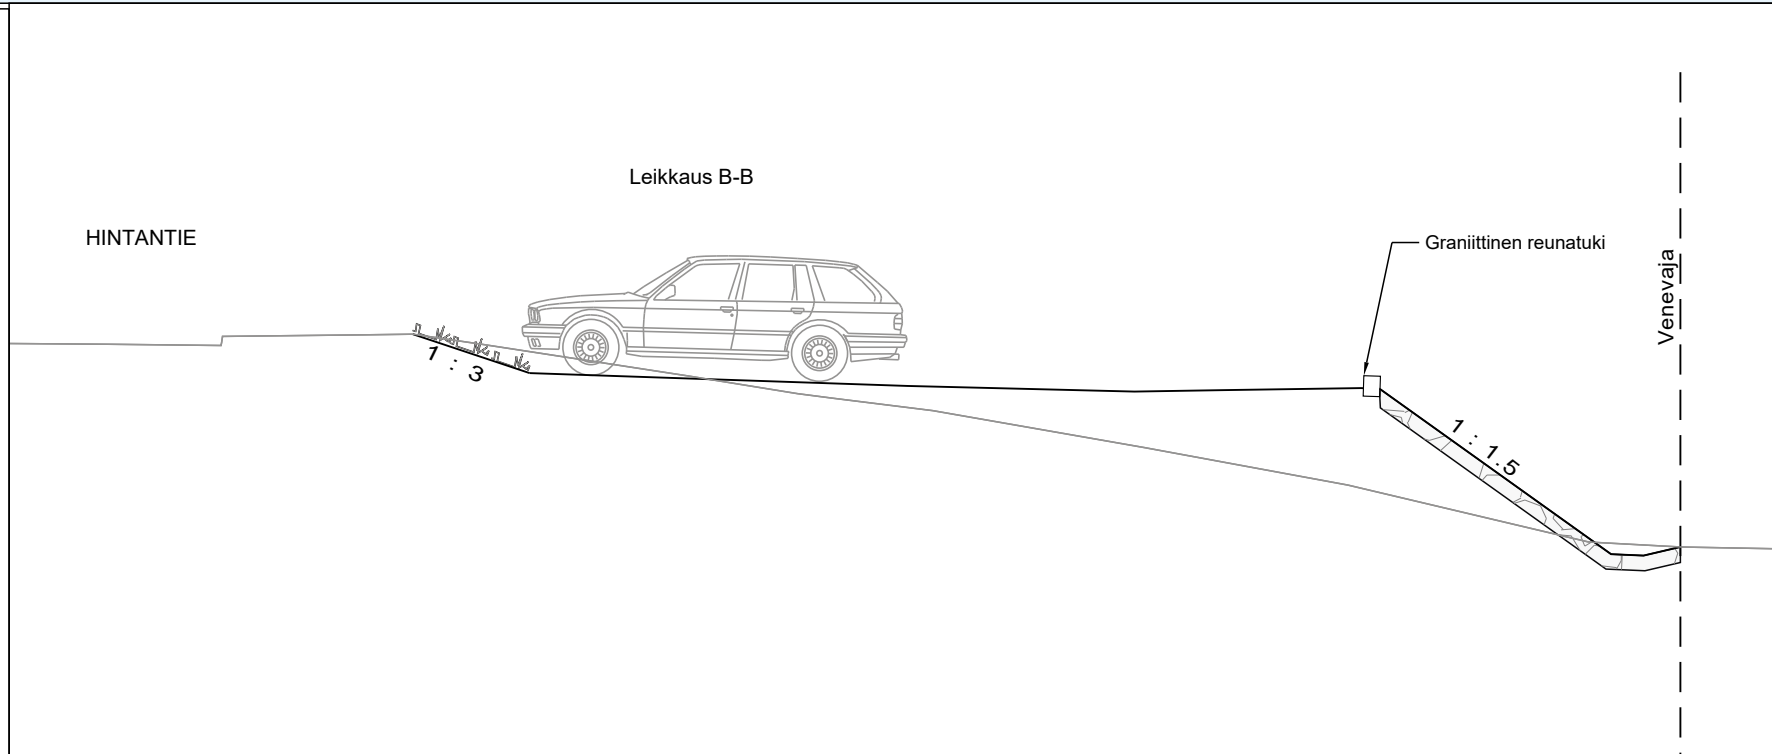 Leikkaus B-B
HINTANTIE
Graniittinen reunatuki
Venevaja
1 : 3
1 : 1.5